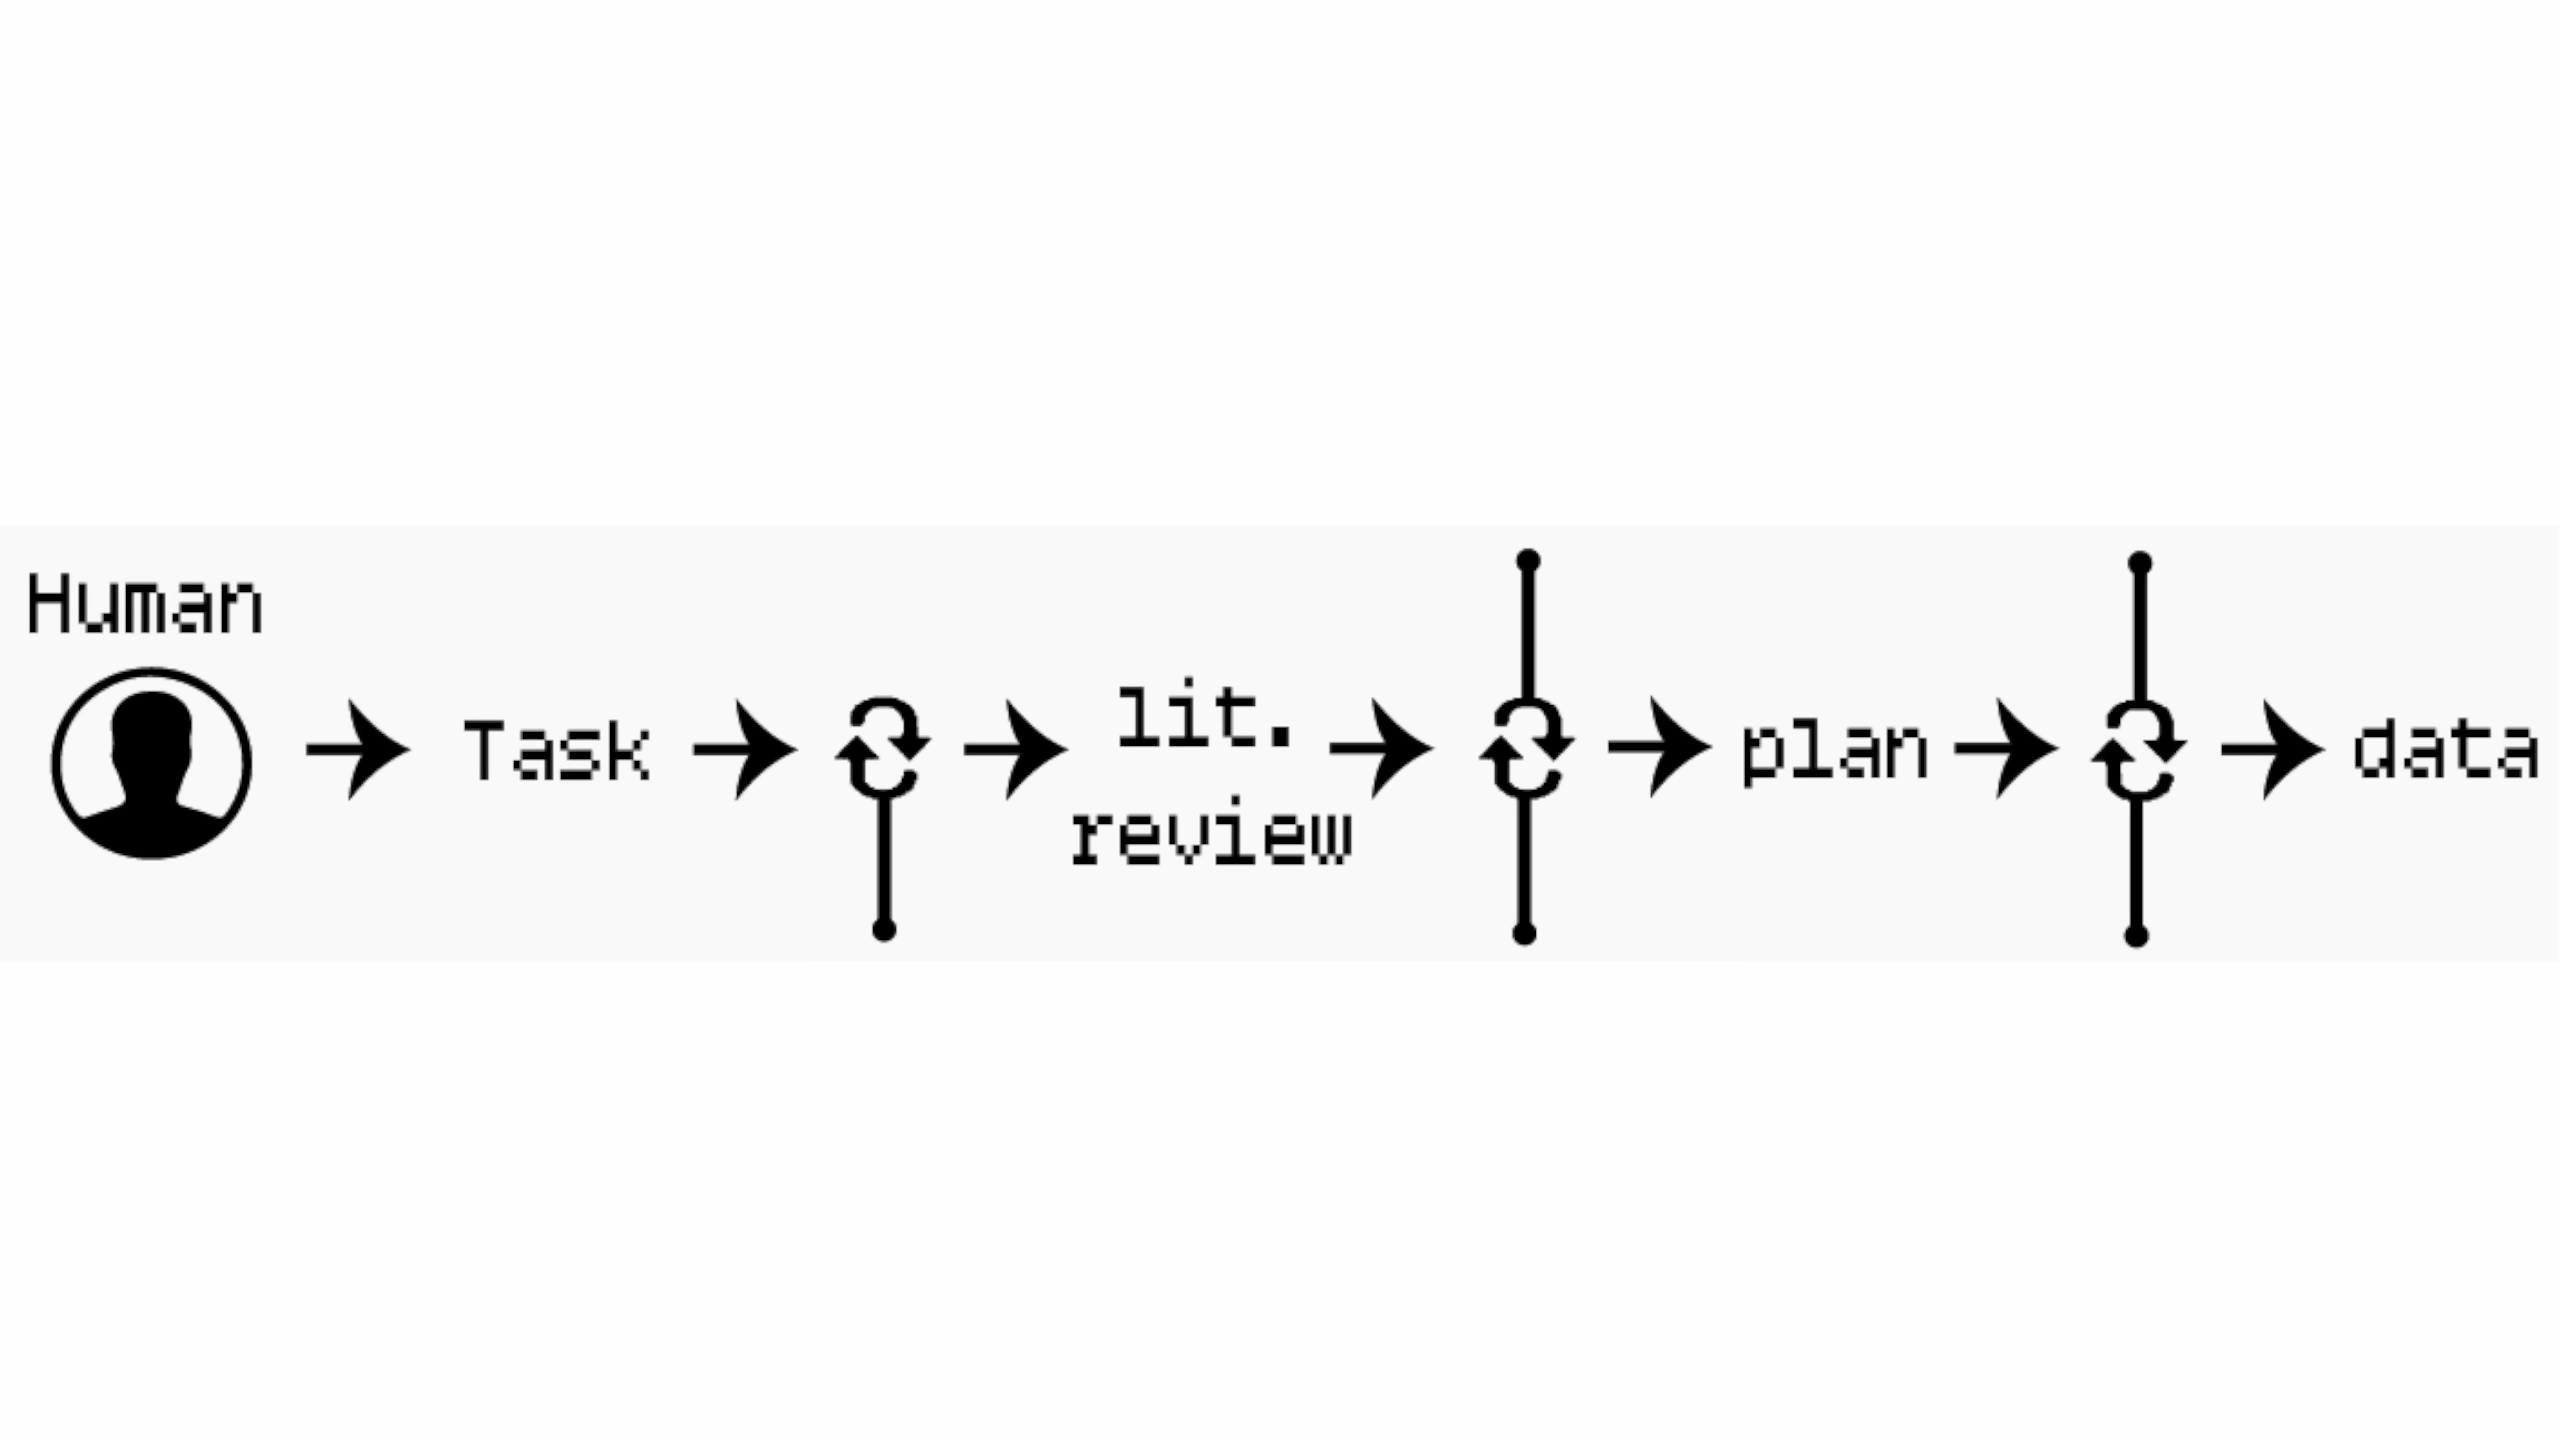 Human
Task
lit.
review
plan
data